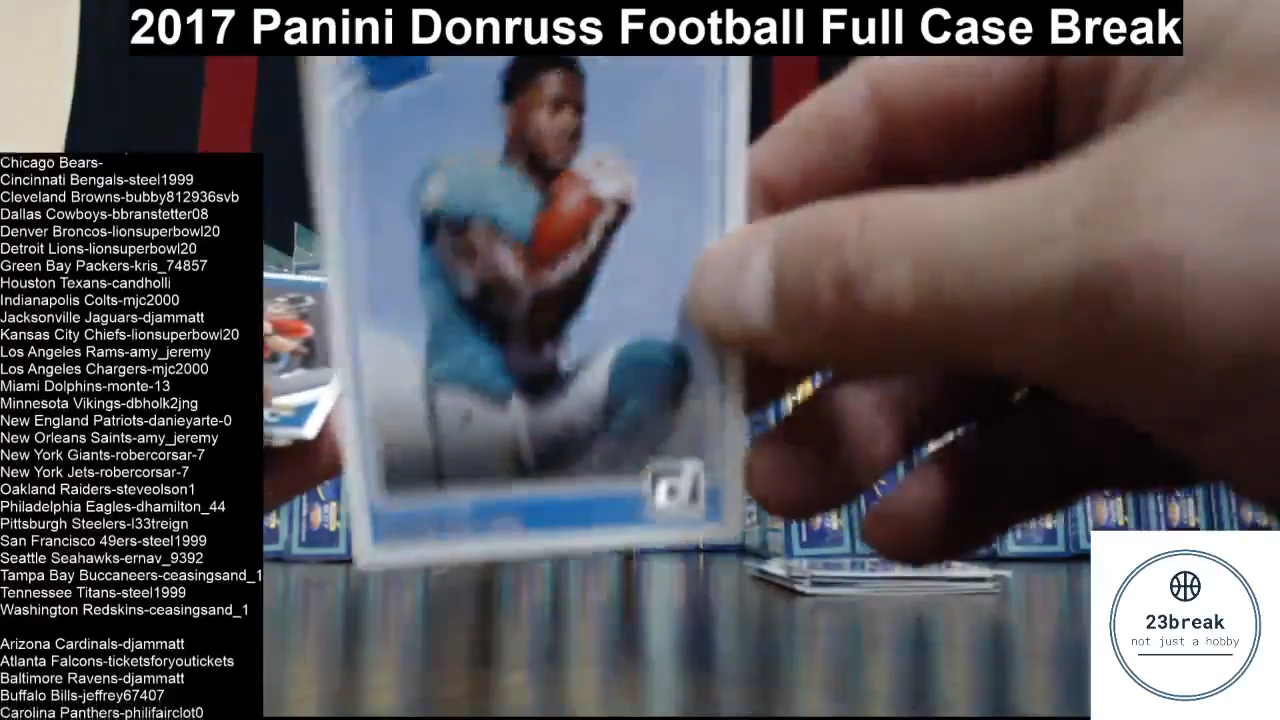 2017 Panini Donruss Football Full Case Break
Chicago Bears-
Cincinnati Bengals-steel1999
Cleveland Browns-bubby812936svb
Dallas Cowboys-bbranstetter08
Denver Broncos-lionsuperbowl20
Detroit Lions-lionsuperbowl20
Green Bay Packers-kris_74857
Houston Texans-candholli
Indianapolis Colts-mjc2000
Jacksonville Jaguars-djammatt
Kansas City Chiefs-lionsuperbowl20
Los Angeles Rams-amy_jeremy
Los Angeles Chargers-mjc2000
Miami Dolphins-monte-13
Minnesota Vikings-dbholk2jng
New England Patriots-danieyarte-0
New Orleans Saints-amy_jeremy
New York Giants-robercorsar-7
New York Jets-robercorsar-7
Oakland Raiders-steveolson1
Philadelphia Eagles-dhamilton_44
Pittsburgh Steelers-l33treign
San Francisco 49ers-steel1999
Seattle Seahawks-ernav_9392
Tampa Bay Buccaneers-ceasingsand_1
Tennessee Titans-steel1999
Washington Redskins-ceasingsand_1
Arizona Cardinals-djammatt
Atlanta Falcons-ticketsforyoutickets
Baltimore Ravens-djammatt
Buffalo Bills-jeffrey67407
Carolina Panthers-philifairclot0
23break
not just a hobby